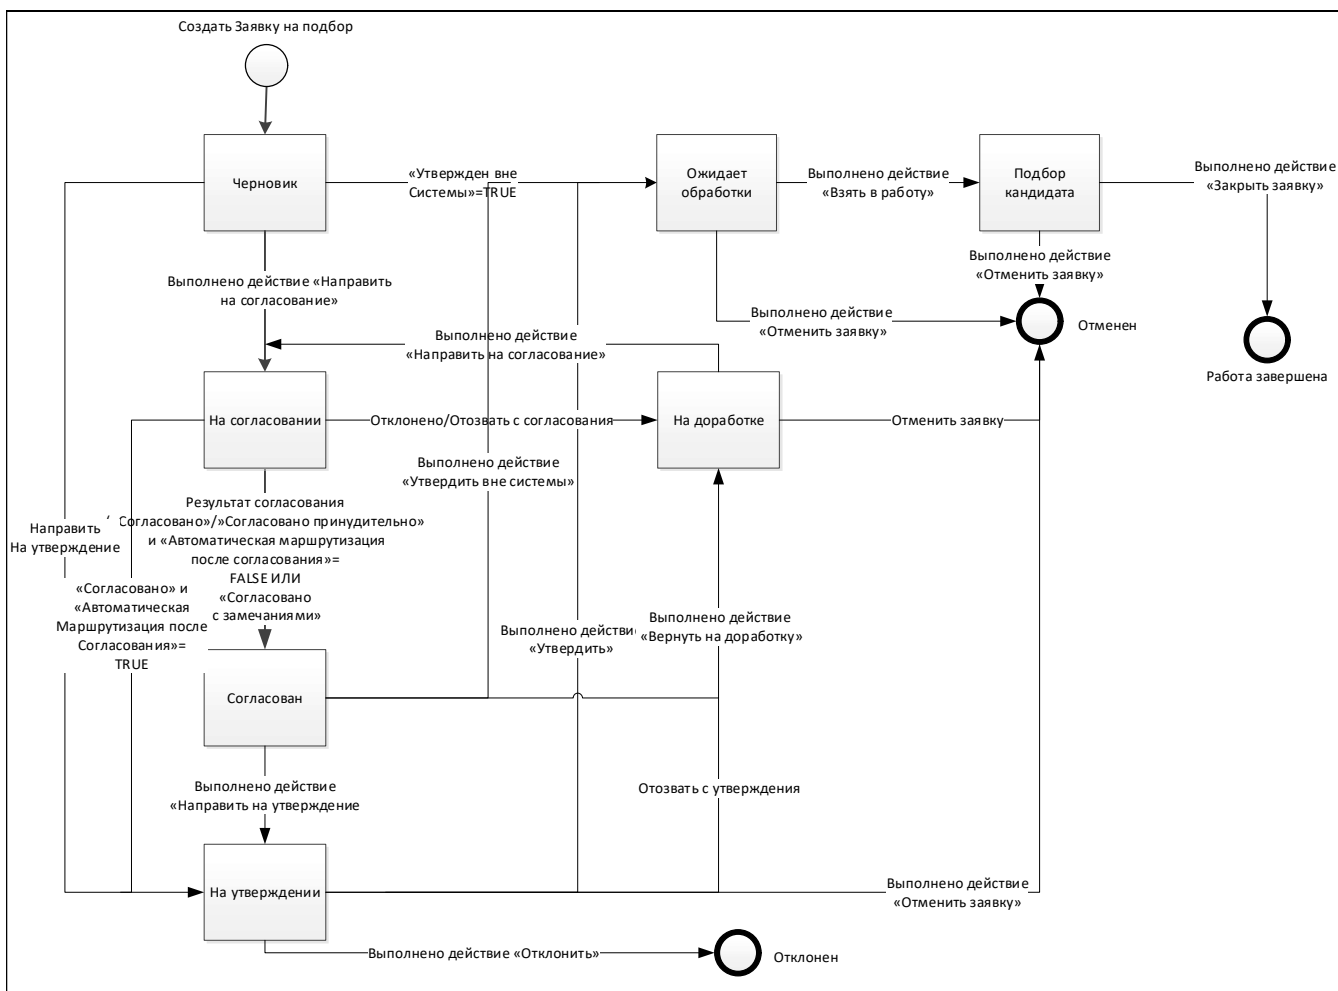 Создать Заявку на подбор
Черновик
«Утвержден вне
Системы»=TRUE
Ожидает
обработки
Выполнено действие
«Взять в работу»
Подбор
кандидата
Выполнено действие
«Закрыть заявку»
Выполнено действие «Направить
на согласование»
Выполнено действие
«Отменить заявку»
Выполнено действие
«Отменить заявку»
Отменен
Выполнено действие
«Направить на согласование»
Работа завершена
На согласовании
Отклонено/Отозвать с согласования
На доработке
Отменить заявку
Выполнено действие
«Утвердить вне системы»
Результат согласования
Согласовано»/»Согласовано принудительно»
и «Автоматическая маршрутизация
после согласования»=
FALSE ИЛИ
«Согласовано
с замечаниями»
Направить
На утверждение
«Согласовано» и
«Автоматическая
Маршрутизация после
Согласования»=
TRUE
Выполнено действи
«Утвердить»
Выполнено действие
«Вернуть на доработку»
Согласован
Выполнено действие
«Направить на утверждение
Отозвать с утверждения
На утверждении
Выполнено действие
«Отменить заявку»
Выполнено действие «Отклонить»
Отклонен